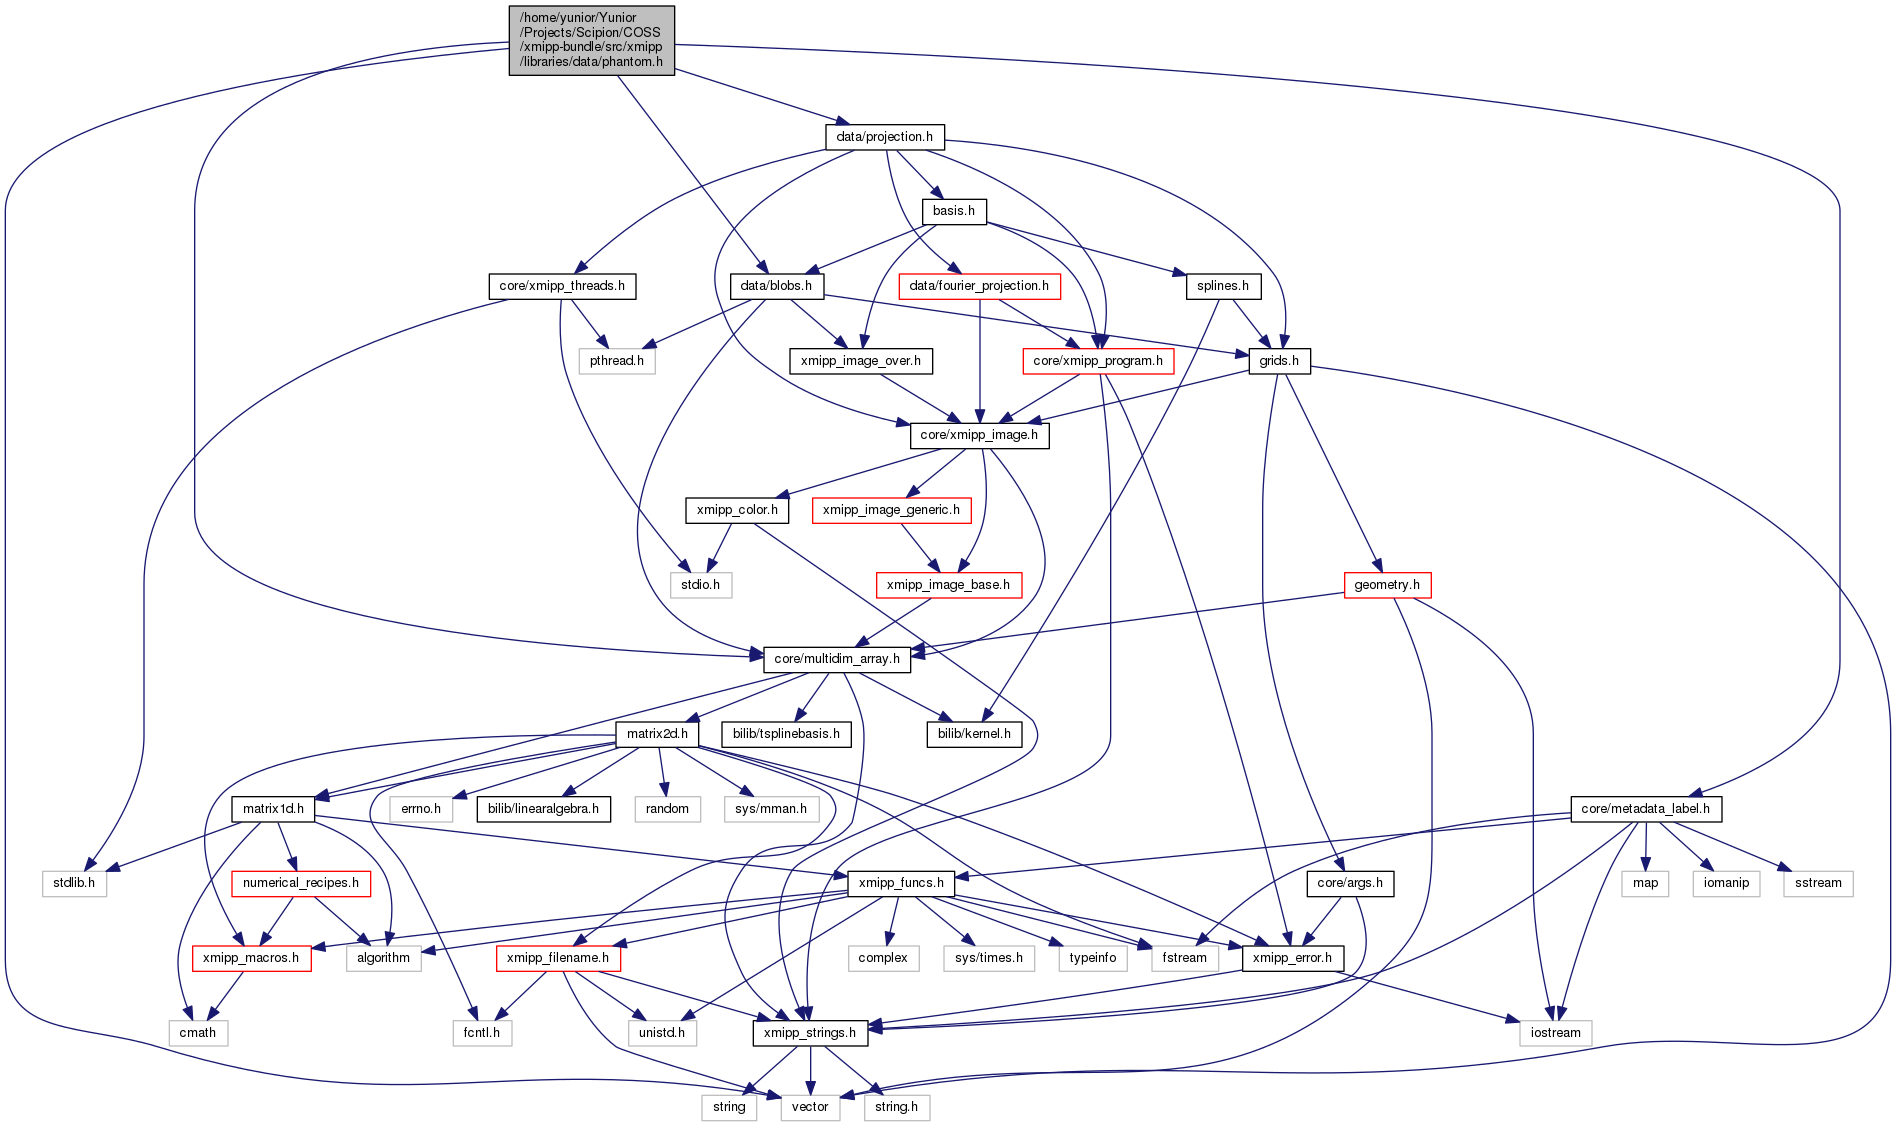 /home/yunior/Yunior
/Projects/Scipion/COSS
/xmipp-bundle/src/xmipp
/libraries/data/phantom.h
data/projection.h
basis.h
core/xmipp_threads.h
data/blobs.h
data/fourier_projection.h
splines.h
pthread.h
xmipp_image_over.h
core/xmipp_program.h
grids.h
core/xmipp_image.h
xmipp_color.h
xmipp_image_generic.h
stdio.h
xmipp_image_base.h
geometry.h
core/multidim_array.h
matrix2d.h
bilib/tsplinebasis.h
bilib/kernel.h
matrix1d.h
errno.h
bilib/linearalgebra.h
random
sys/mman.h
core/metadata_label.h
stdlib.h
numerical_recipes.h
xmipp_funcs.h
core/args.h
map
iomanip
sstream
xmipp_macros.h
algorithm
xmipp_filename.h
complex
sys/times.h
typeinfo
fstream
xmipp_error.h
cmath
fcntl.h
unistd.h
xmipp_strings.h
iostream
string
vector
string.h